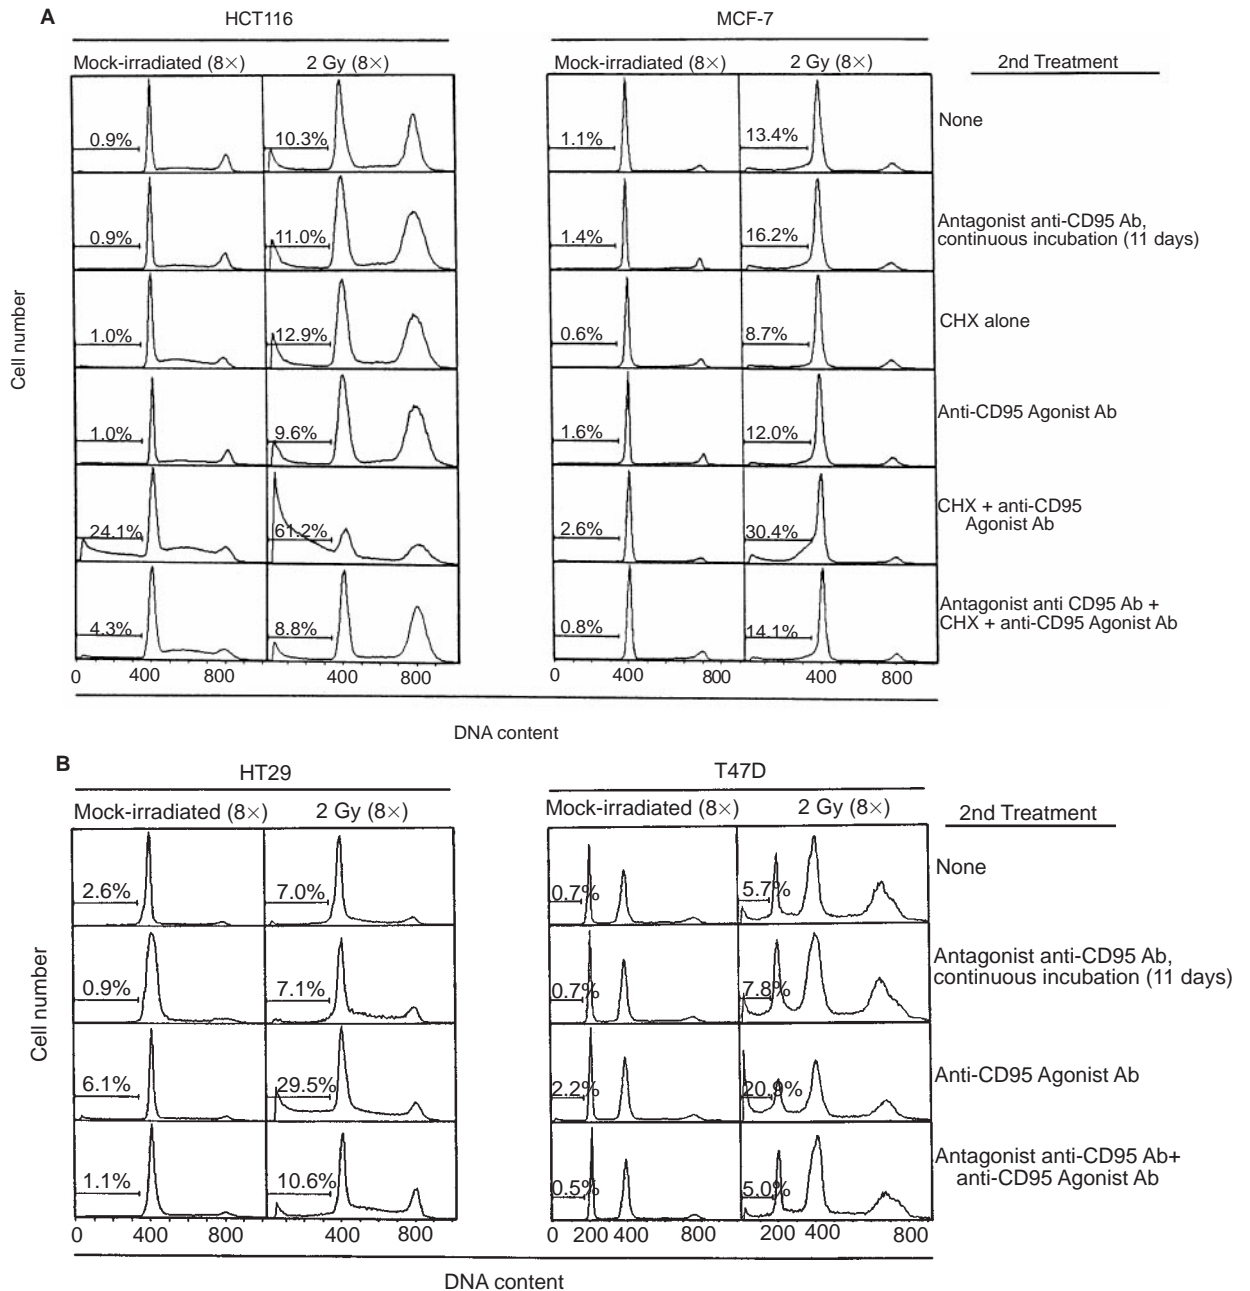 A
HCT116
MCF-7
Mock-irradiated (8×)
2 Gy (8×)
Mock-irradiated (8×)
2 Gy (8×)
2nd Treatment
0.9%
10.3%
1.1%
13.4%
None
0.9%
11.0%
1.4%
16.2%
Antagonist anti-CD95 Ab,
continuous incubation (11 days)
1.0%
12.9%
0.6%
8.7%
CHX alone
1.0%
9.6%
1.6%
12.0%
Anti-CD95 Agonist Ab
24.1%
61.2%
2.6%
30.4%
CHX + anti-CD95
Agonist Ab
4.3%
8.8%
0.8%
14.1%
Antagonist anti CD95 Ab +
CHX + anti-CD95 Agonist Ab
Cell number
0 400 800 400 800
0 400 800 400 800
DNA content
B
HT29
T47D
Mock-irradiated (8×)
2 Gy (8×)
Mock-irradiated (8×)
2 Gy (8×)
2nd Treatment
2.6%
7.0%
0.7%
5.7%
None
0.9%
7.1%
0.7%
7.8%
Antagonist anti-CD95 Ab,
continuous incubation (11 days)
6.1%
29.5%
2.2%
20.9%
Anti-CD95 Agonist Ab
1.1%
10.6%
0.5%
5.0%
Antagonist anti-CD95 Ab+
anti-CD95 Agonist Ab
Cell number
0 400 800 400 800
0 200 400 800 200 400 800
DNA content